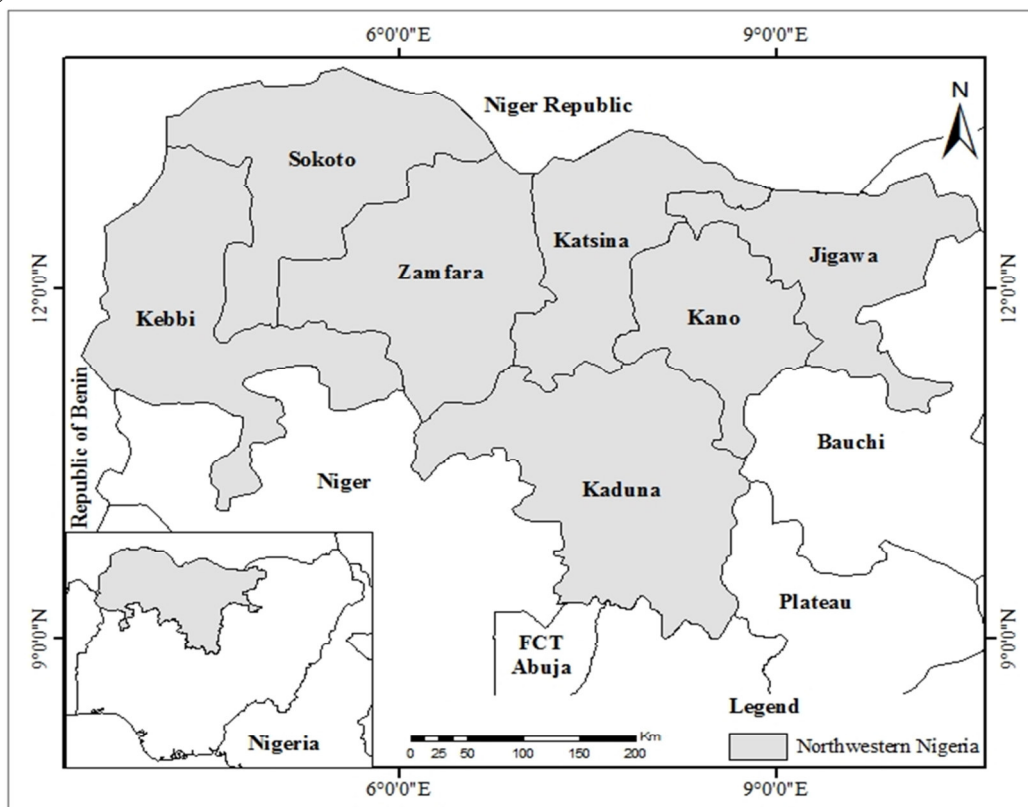 6°0'0"E
9°0'0"E
Niger Republic
N
Sokoto
Katsina
Jigawa
Zamfara
12°0'0"N
12°0'0"N
Kebbi
Kano
Republic of Benin
Bauchi
Niger
Kaduna
Plateau
9°0'0"N
9°0'0"N
FCT
Abuja
Legend
Nigeria
Km
0 25 50 100 150 200
Northwestern Nigeria
6°0'0"E
9°0'0"E